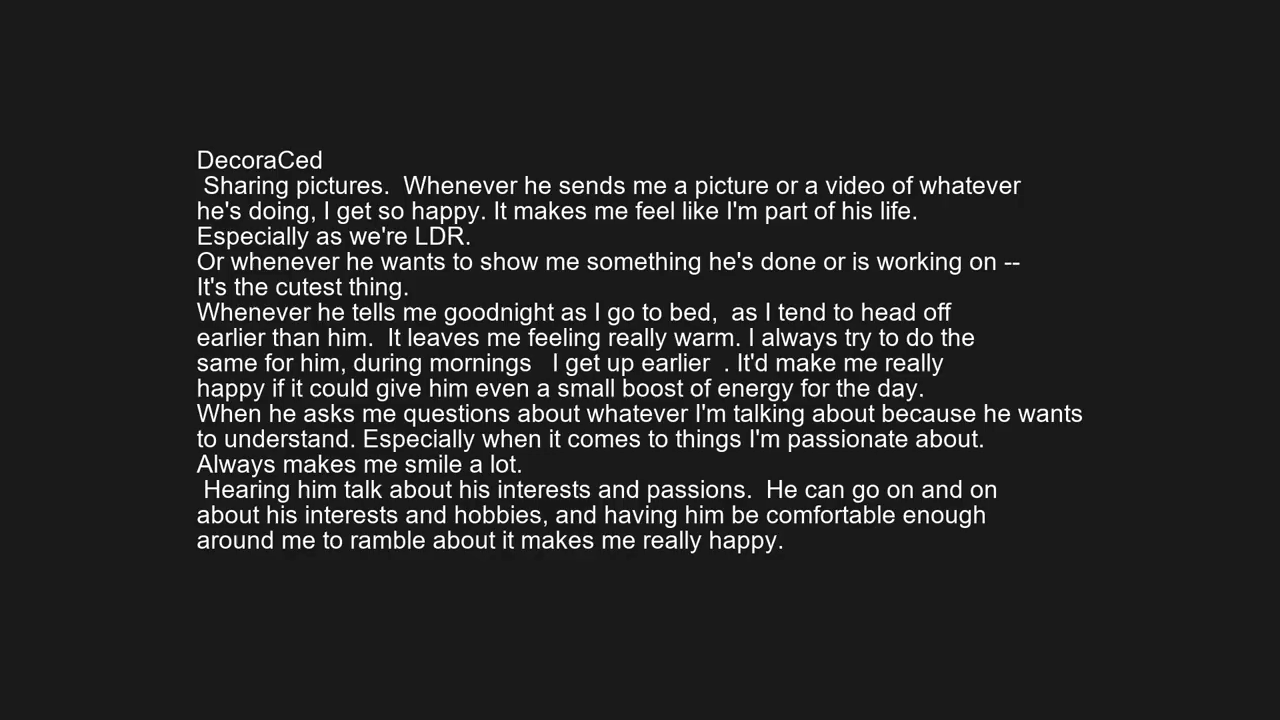 DecoraCed
Sharing pictures.  Whenever he sends me a picture or a video of whatever
he's doing, I get so happy. It makes me feel like I'm part of his life.
Especially as we're LDR.
Or whenever he wants to show me something he's done or is working on --
It's the cutest thing.
Whenever he tells me goodnight as I go to bed,  as I tend to head off
earlier than him.  It leaves me feeling really warm. I always try to do the
same for him, during mornings   I get up earlier  . It'd make me really
happy if it could give him even a small boost of energy for the day.
When he asks me questions about whatever I'm talking about because he wants
to understand. Especially when it comes to things I'm passionate about.
Always makes me smile a lot.
Hearing him talk about his interests and passions.  He can go on and on
about his interests and hobbies, and having him be comfortable enough
around me to ramble about it makes me really happy.